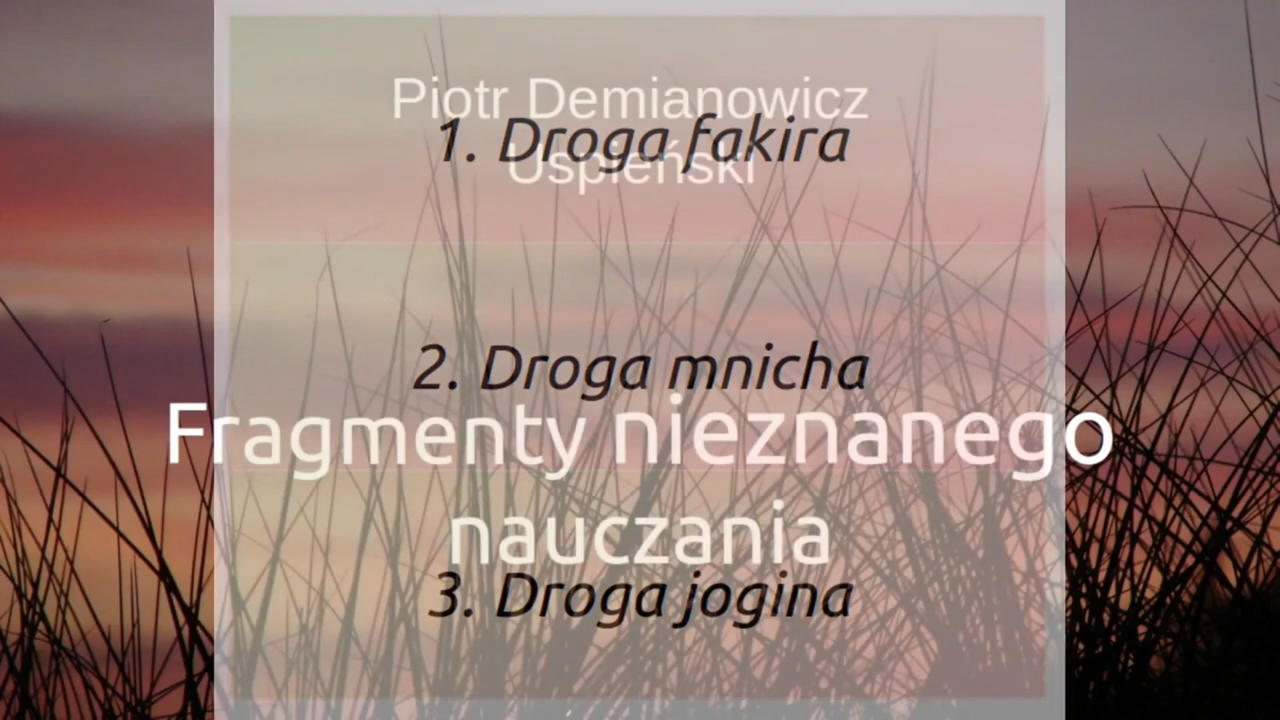 Piotr Demianowicz
1. Droga fakira
Uspieński
2. Droga mnicha
Fragmenty nieznanego
nauczania
3. Droga jogina